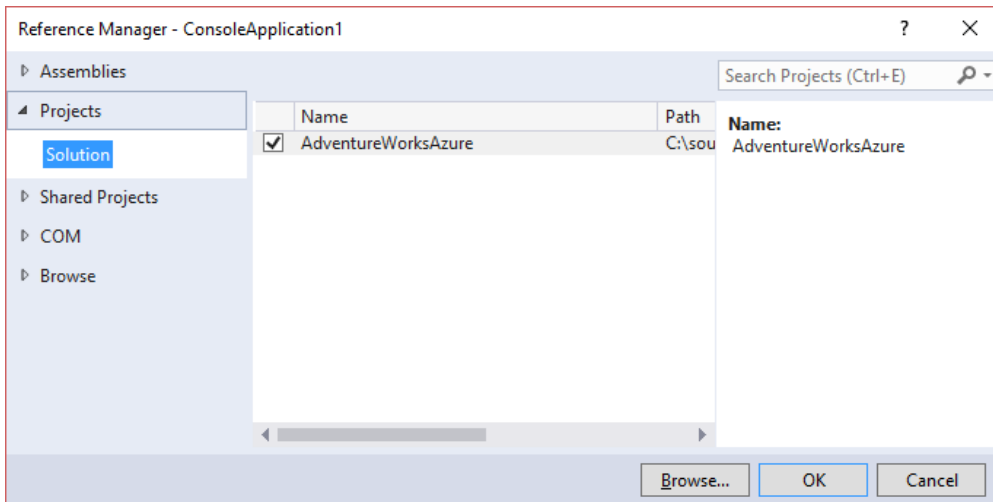 Reference Manager - ConsoleApplication1
?
Assemblies
Search Projects (Ctrl+E)
Projects
Solution
Shared Projects
COM
Browse
Name Path
AdventureWorksAzure C:\sou
Name:
AdventureWorksAzure
Browse... OK Cancel